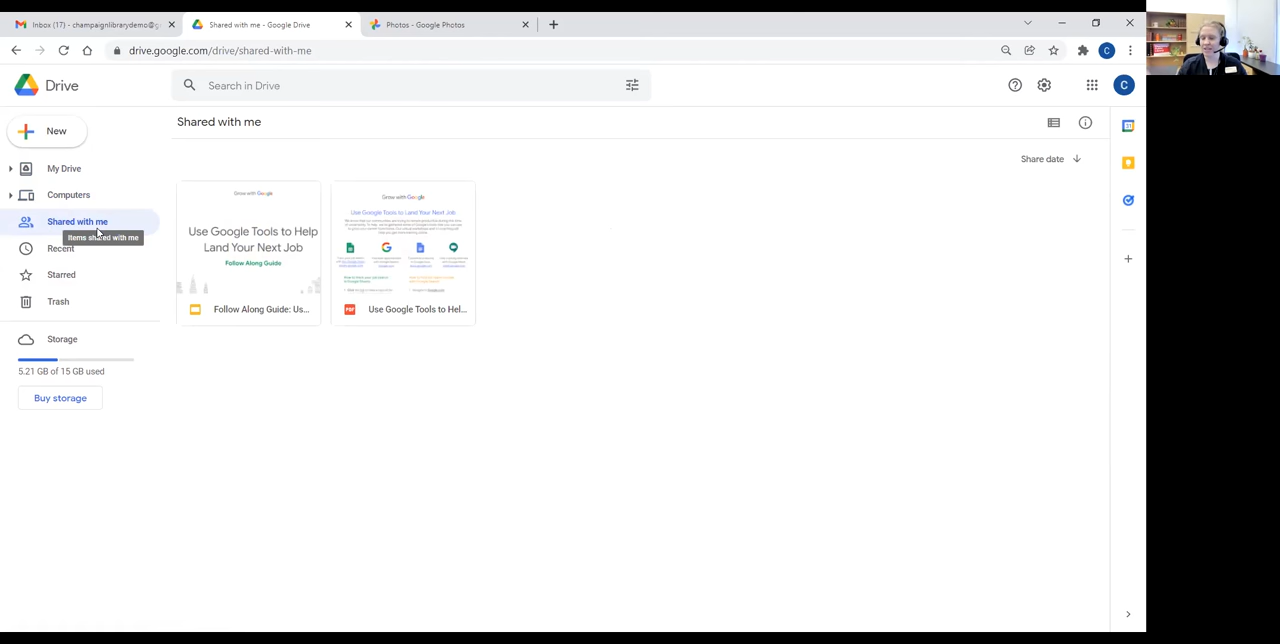 Inbox (17) - champaignlibrarydemo@g
Shared with me - Google Drive
Photos - Google Photos
drive.google.com/drive/shared-with-me
C
Drive
Search in Drive
C
New
Shared with me
My Drive
Share date
Computers
Shared with me
Items shared with me
Recent
Starred
Trash
Storage
5.21 GB of 15 GB used
Buy storage
Grow with Google
Use Google Tools to Help
Land Your Next Job
Follow Along Guide
Follow Along Guide: Us...
Grow with Google
Use Google Tools to Land Your Next Job
PDF
Use Google Tools to Hel...
31